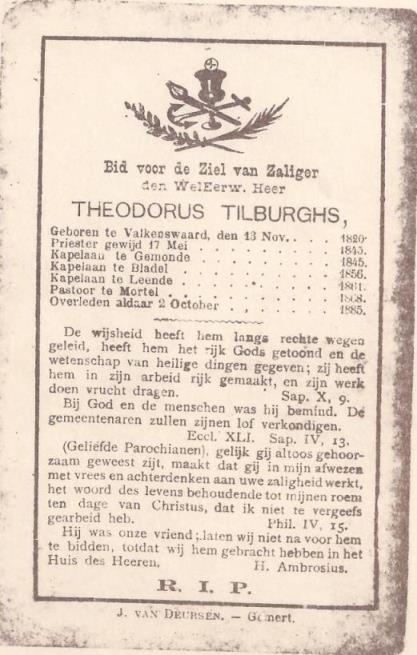 Bid voor de Ziel van Zaliger
den WelEerw. Heer
THEODORUS TILBURGHS,
Geboren te Valkenswaard, den 13 Nov. . . . 1820.
Priester gewijd 17 Mei . . . . . . . . 1845.
Kapelaan te Gemonde . . . . . . . . 1845.
Kapelaan te Bladel . . . . . . . . 1856.
Kapelaan te Leende . . . . . . . . 1861.
Pastoor te Mortel . . . . . . . . 1868.
Overleden aldaar 2 October . . . . . . 1885.
De wijsheid heeft hem langs rechte wegen
geleid, heeft hem het rijk Gods getoond en de
wetenschap van heilige dingen gegeven; zij heeft
hem in zijn arbeid rijk gemaakt, en zijn werk
doen vrucht dragen. Sap. X, 9.
Bij God en de menschen was hij bemind. De
gemeentenaren zullen zijnen lof verkondigen.
Eccl. XLI. Sap. IV, 13.
(Geliefde Parochianen), gelijk gij altoos gehoor-
zaam geweest zijt, maakt dat gij in mijn afwezen
met vrees en achterdenken aan uwe zaligheid werkt,
het woord des levens behoudende tot mijnen roem
ten dage van Christus, dat ik niet te vergeefs
gearbeid heb. Phil. IV, 15.
Hij was onze vriend; laten wij niet na voor hem
te bidden, totdat wij hem gebracht hebben in het
Huis des Heeren. H. Ambrosius.
R. I. P.
J. VAN DEURSEN. — Gemert.